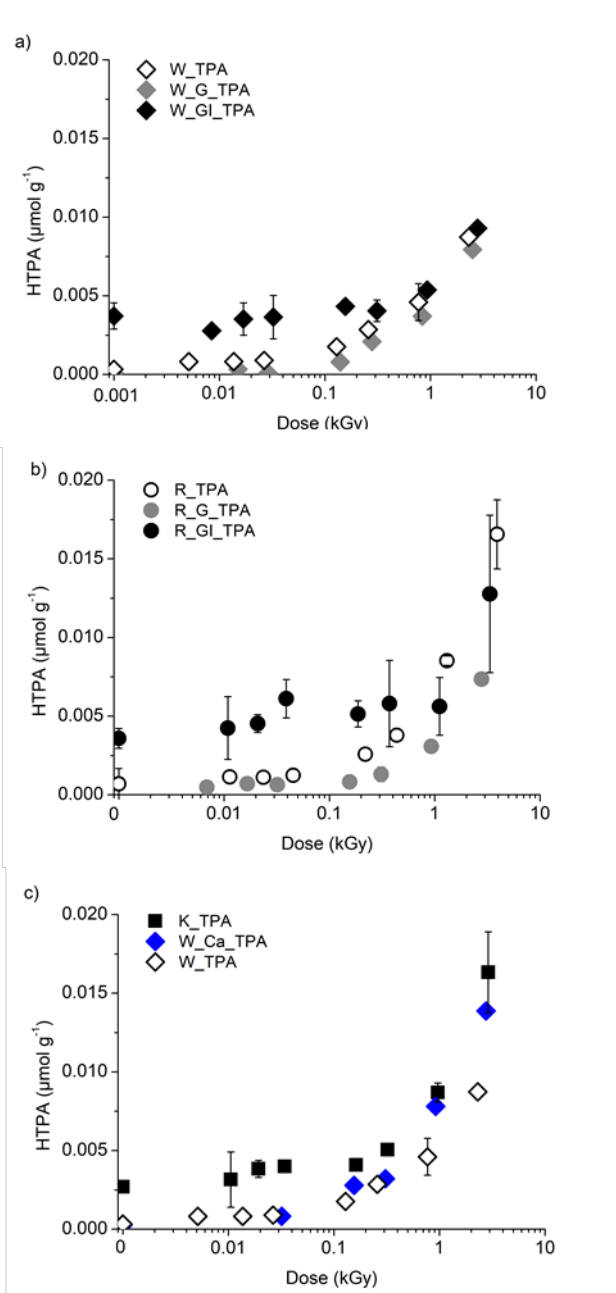 a)
0.020
W_TPA
W_G_TPA
W_GI_TPA
0.015
HTPA (μmol g⁻¹)
0.010
0.005
0.000
0.001 0.01 0.1 1 10
Dose (kGy)
b)
0.020
R_TPA
R_G_TPA
R_GI_TPA
0.015
HTPA (μmol g⁻¹)
0.010
0.005
0.000
0 0.01 0.1 1 10
Dose (kGy)
c)
0.020
K_TPA
W_Ca_TPA
W_TPA
0.015
HTPA (μmol g⁻¹)
0.010
0.005
0.000
0 0.01 0.1 1 10
Dose (kGy)